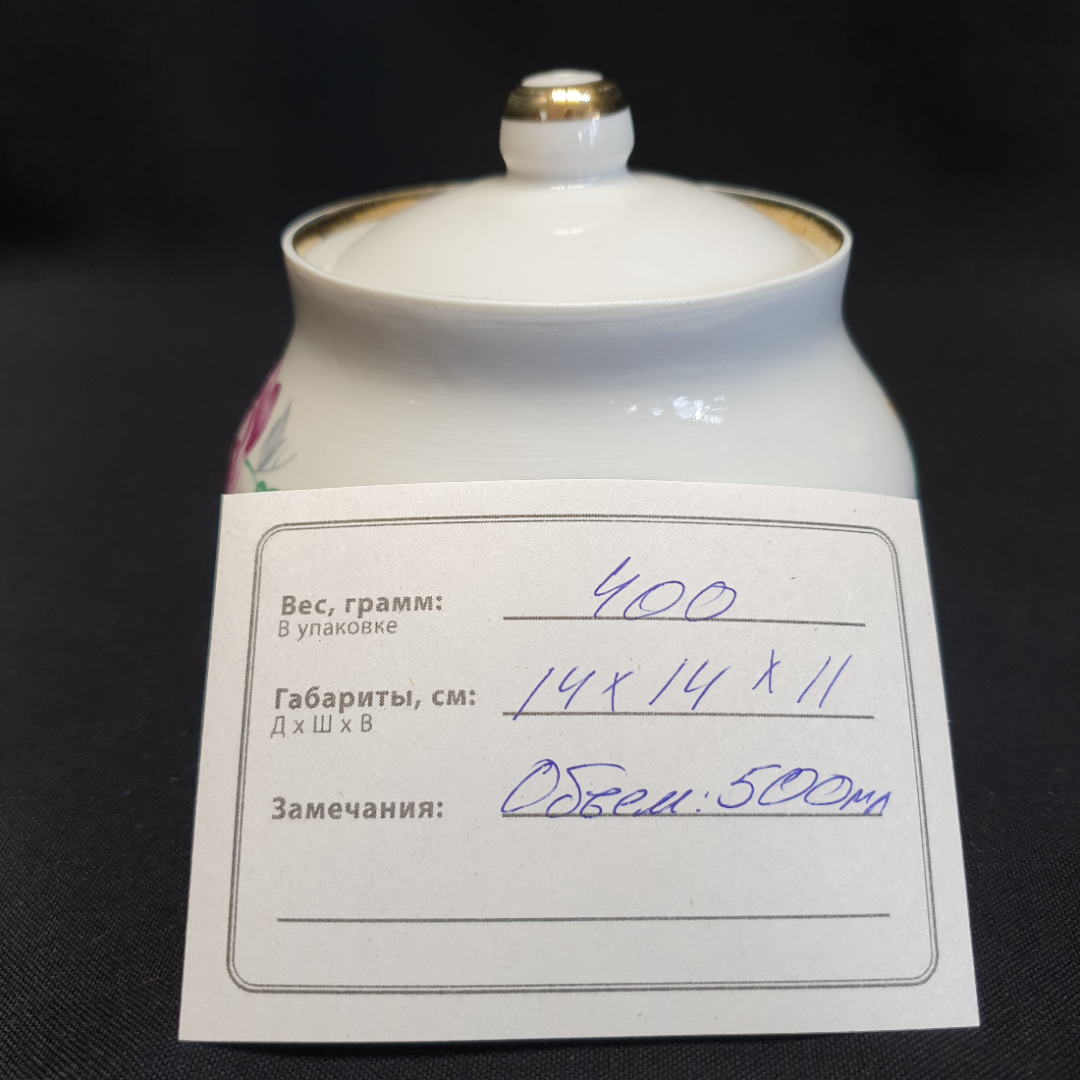 Вес, грамм: 400
В упаковке
Габариты, см: 14 x 14 x 11
Д x Ш x В
Замечания: Объем: 500мл